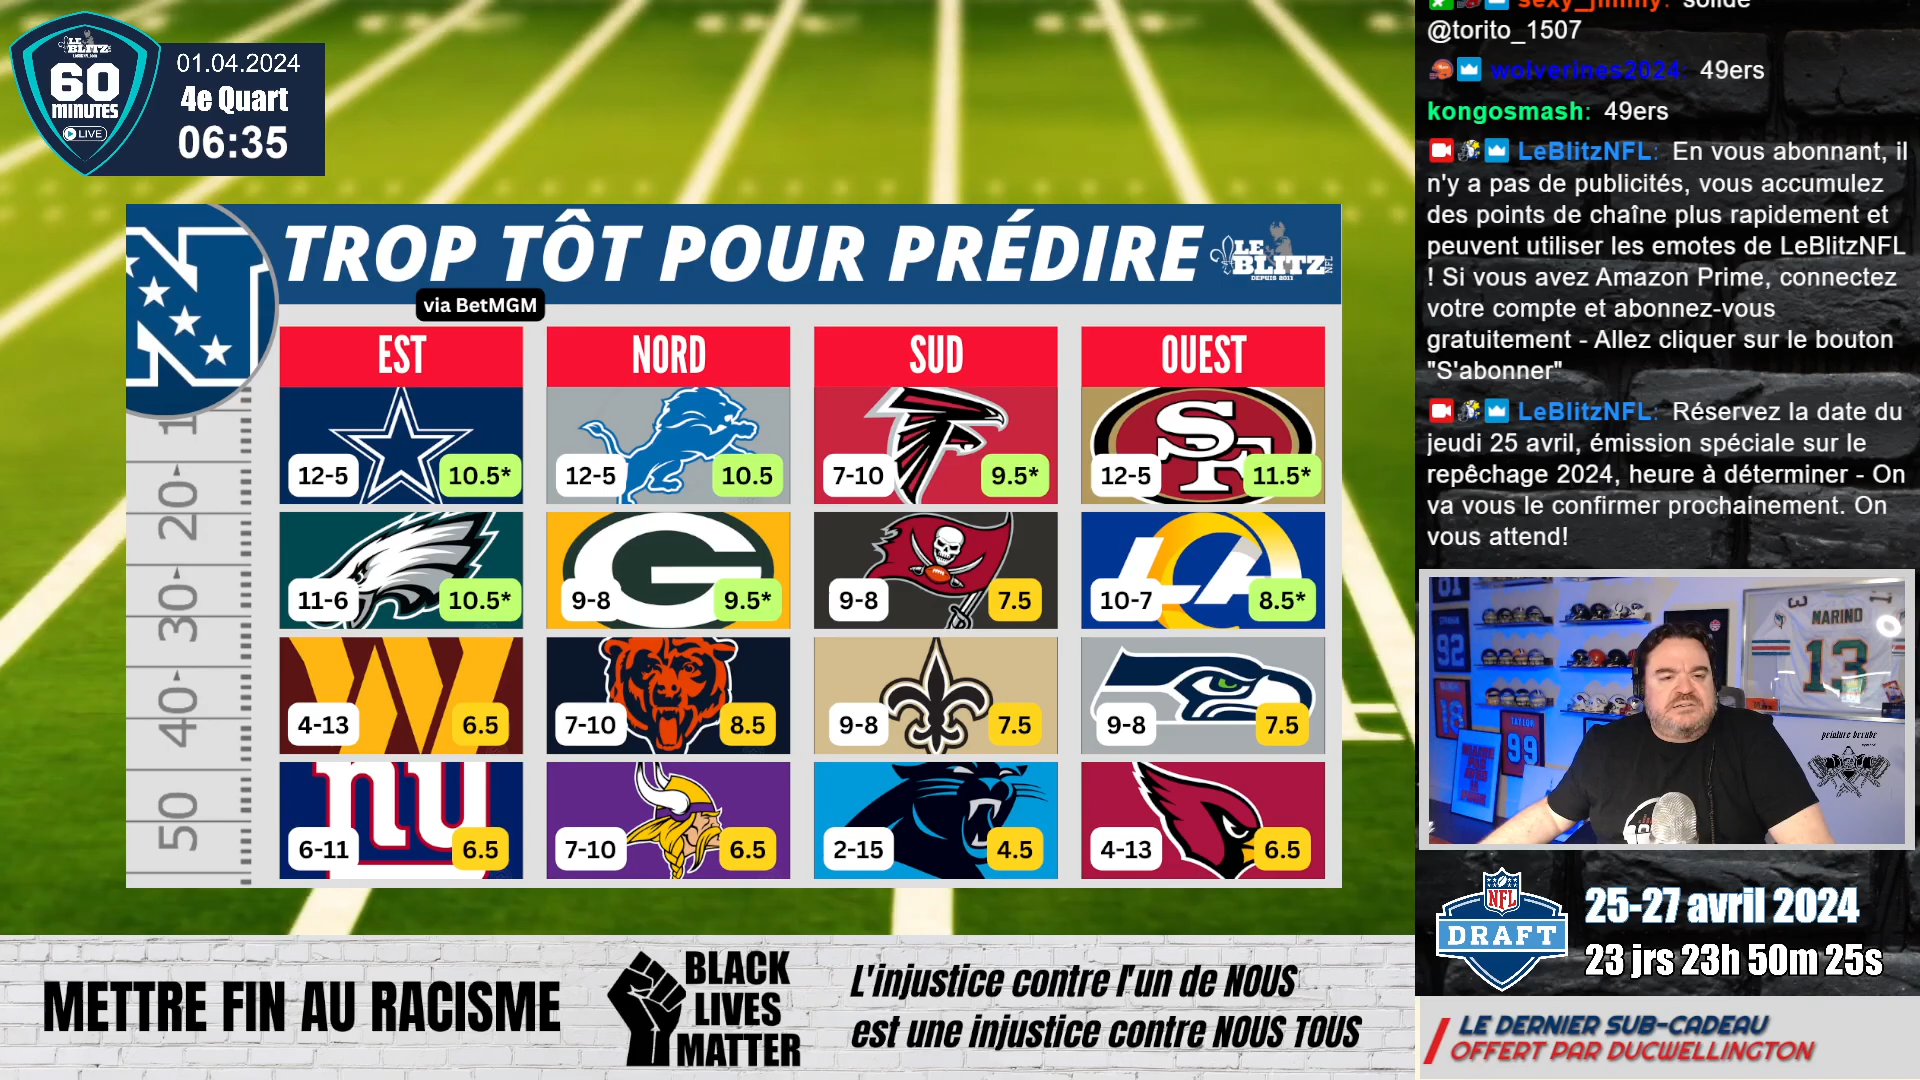 LE BLITZ
60
MINUTES
LIVE
01.04.2024
4e Quart
06:35
TROP TÔT POUR PRÉDIRE
LE BLITZ NFL
DEPUIS 2011
via BetMGM
EST
NORD
SUD
OUEST
12-5 10.5*
12-5 10.5
7-10 9.5*
12-5 11.5*
11-6 10.5*
9-8 9.5*
9-8 7.5
10-7 8.5*
4-13 6.5
7-10 8.5
9-8 7.5
9-8 7.5
6-11 6.5
7-10 6.5
2-15 4.5
4-13 6.5
20
30
40
50
METTRE FIN AU RACISME
BLACK
LIVES
MATTER
L'injustice contre l'un de NOUS
est une injustice contre NOUS TOUS
sexy_jimmy: solide
@torito_1507
wolverines2024: 49ers
kongosmash: 49ers
LeBlitzNFL: En vous abonnant, il
n'y a pas de publicités, vous accumulez
des points de chaîne plus rapidement et
peuvent utiliser les emotes de LeBlitzNFL
! Si vous avez Amazon Prime, connectez
votre compte et abonnez-vous
gratuitement - Allez cliquer sur le bouton
"S'abonner"
LeBlitzNFL: Réservez la date du
jeudi 25 avril, émission spéciale sur le
repêchage 2024, heure à déterminer - On
va vous le confirmer prochainement. On
vous attend!
MARINO
13
92
TAYLOR
99
peinture berube
NFL
DRAFT
25-27 avril 2024
23 jrs 23h 50m 25s
LE DERNIER SUB-CADEAU
OFFERT PAR DUCWELLINGTON